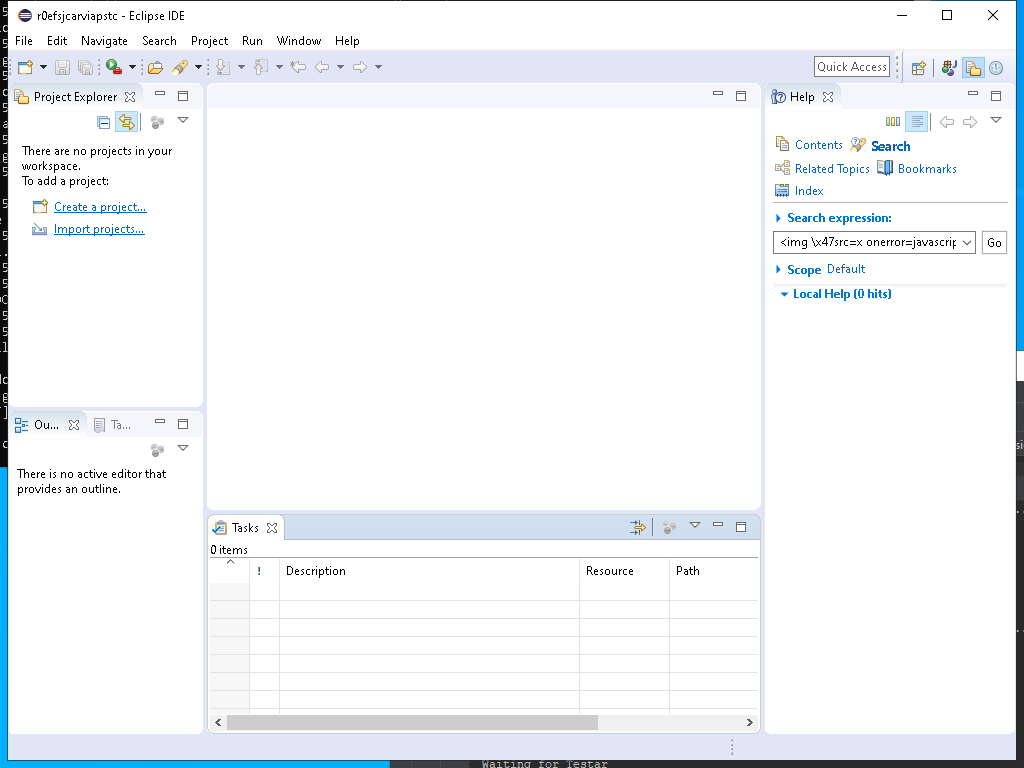 r0efsjcarviapstc - Eclipse IDE
File Edit Navigate Search Project Run Window Help
Quick Access
Project Explorer
There are no projects in your
workspace.
To add a project:
Create a project...
Import projects...
Ou... Ta...
There is no active editor that
provides an outline.
Tasks
0 items
! Description Resource Path
Help
Contents Search
Related Topics Bookmarks
Index
Search expression:
<img \x47src=x onerror=javascrip
Go
Scope Default
Local Help (0 hits)
Waiting for Testar